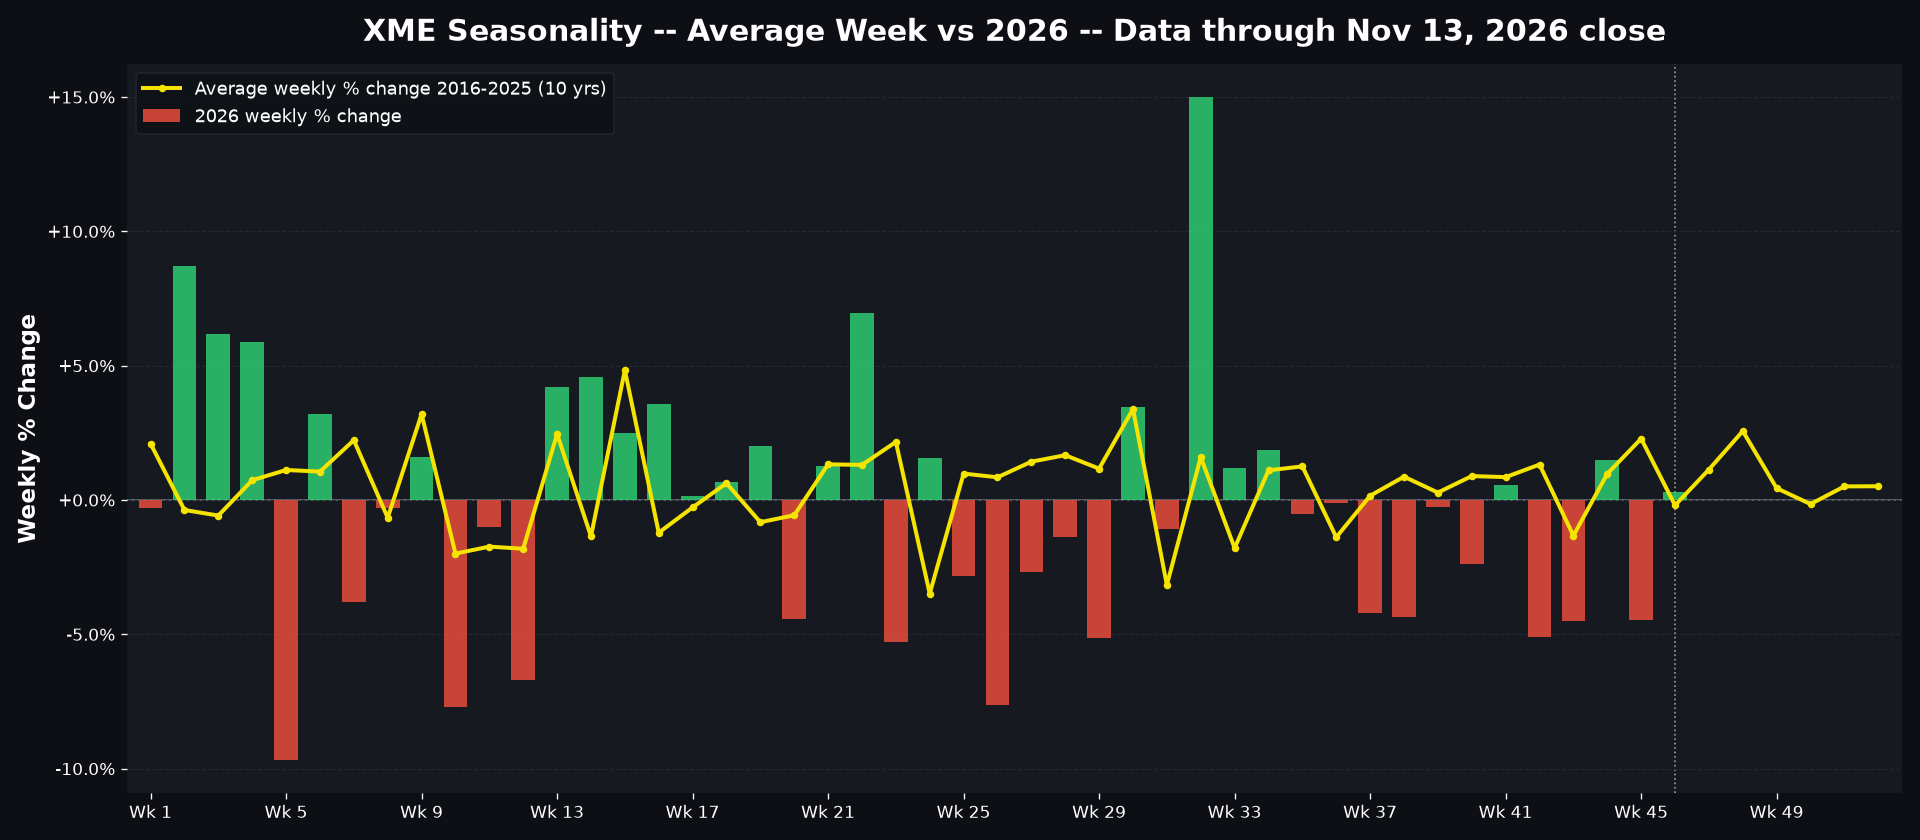 XME Seasonality -- Average Week vs 2026 -- Data through Nov 13, 2026 close
Average weekly % change 2016-2025 (10 yrs)
2026 weekly % change
Weekly % Change
+15.0%
+10.0%
+5.0%
+0.0%
-5.0%
-10.0%
Wk 1 Wk 5 Wk 9 Wk 13 Wk 17 Wk 21 Wk 25 Wk 29 Wk 33 Wk 37 Wk 41 Wk 45 Wk 49